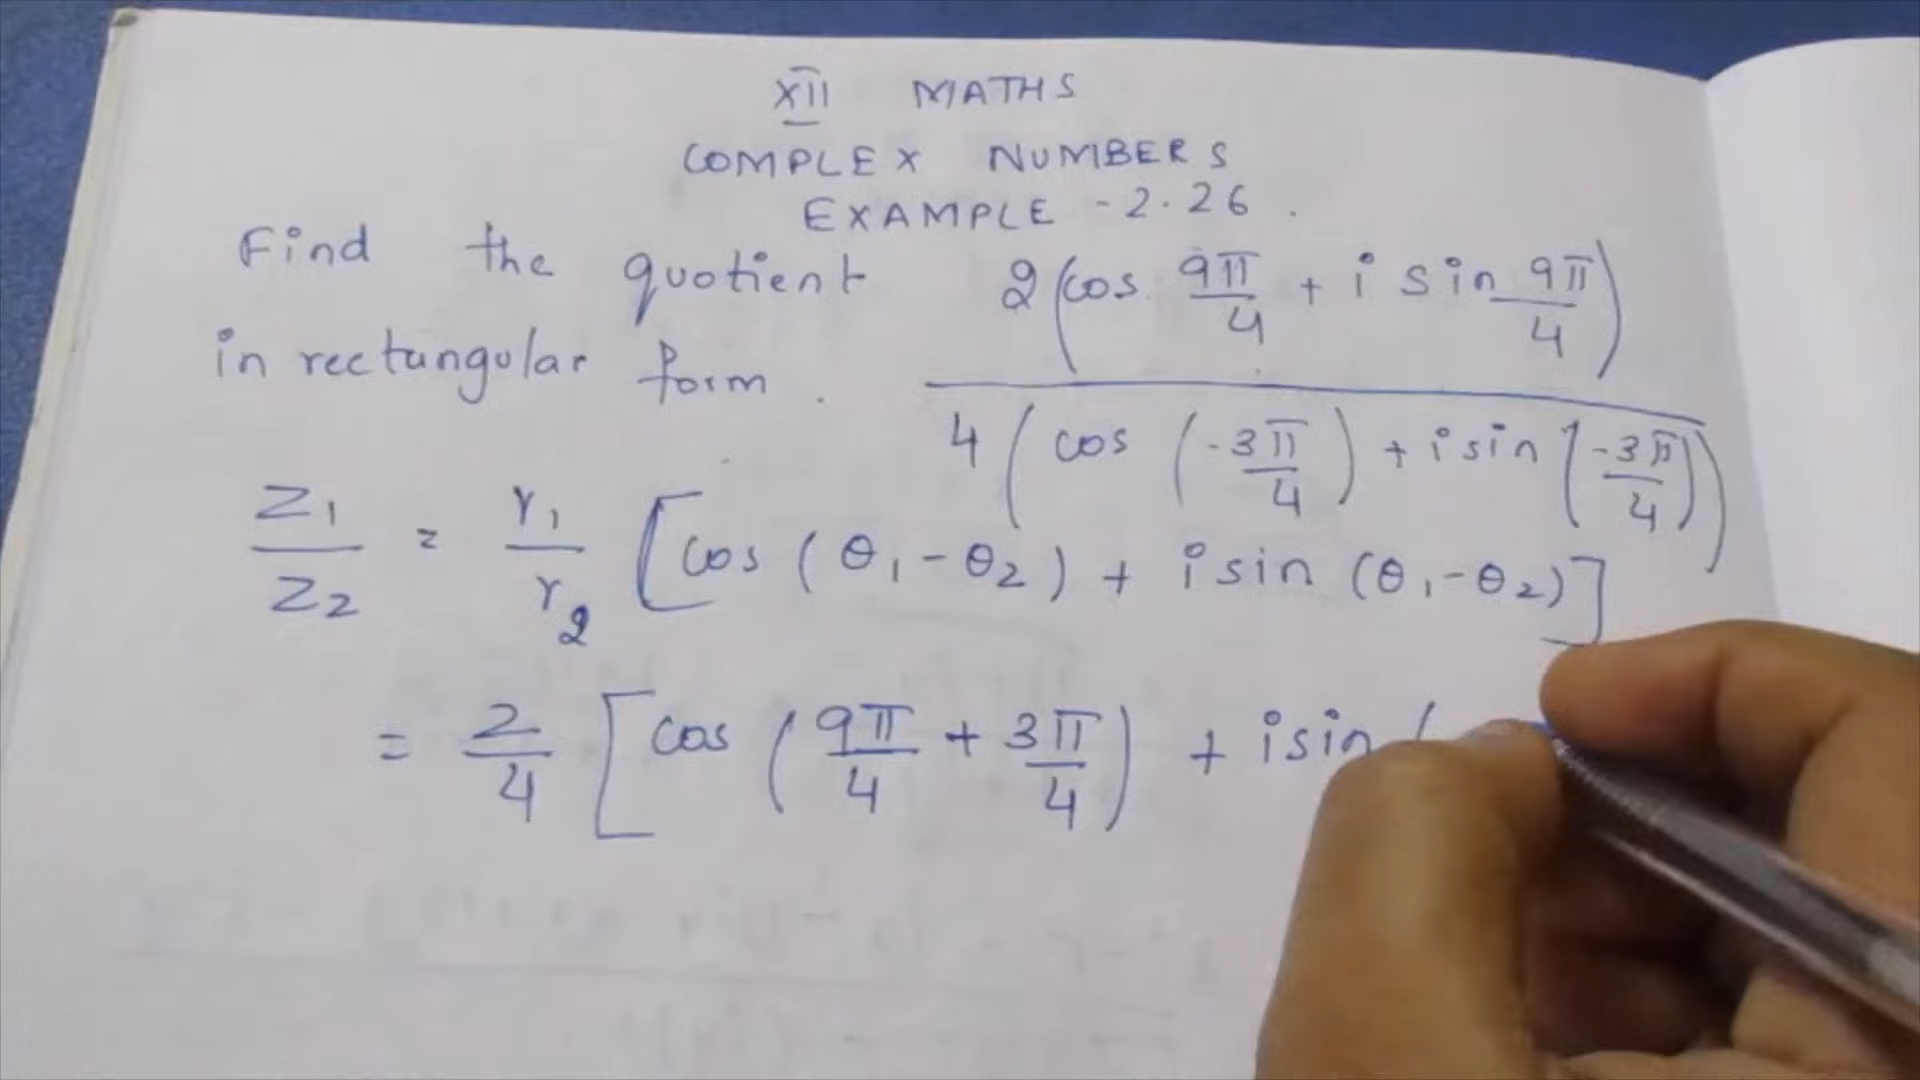 XII MATHS
COMPLEX NUMBERS
EXAMPLE - 2.26.
Find the quotient 2(cos 9π/4 + i sin 9π/4)
in rectangular form. 4(cos(-3π/4) + i sin(-3π/4))
Z1/Z2 = r1/r2 [cos(θ1-θ2) + i sin(θ1-θ2)]
= 2/4 [cos(9π/4 + 3π/4) + i sin(